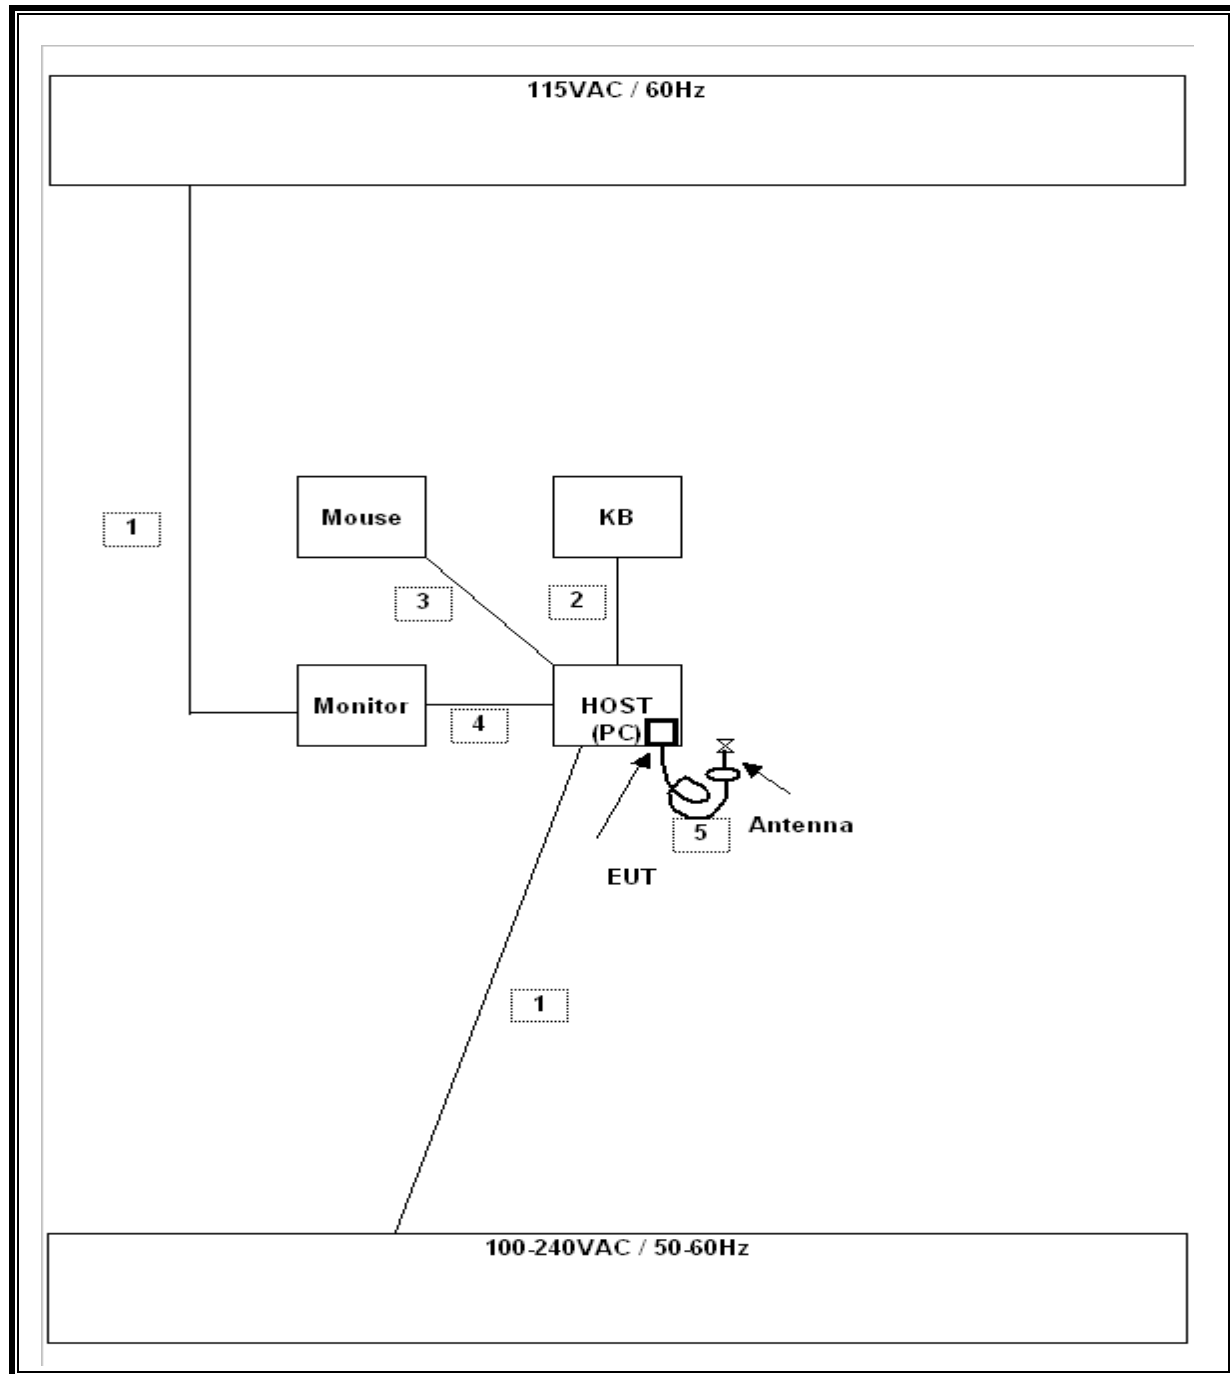 115VAC / 60Hz
Mouse
KB
1
3
2
Monitor
4
HOST
(PC)
5
Antenna
EUT
1
100-240VAC / 50-60Hz